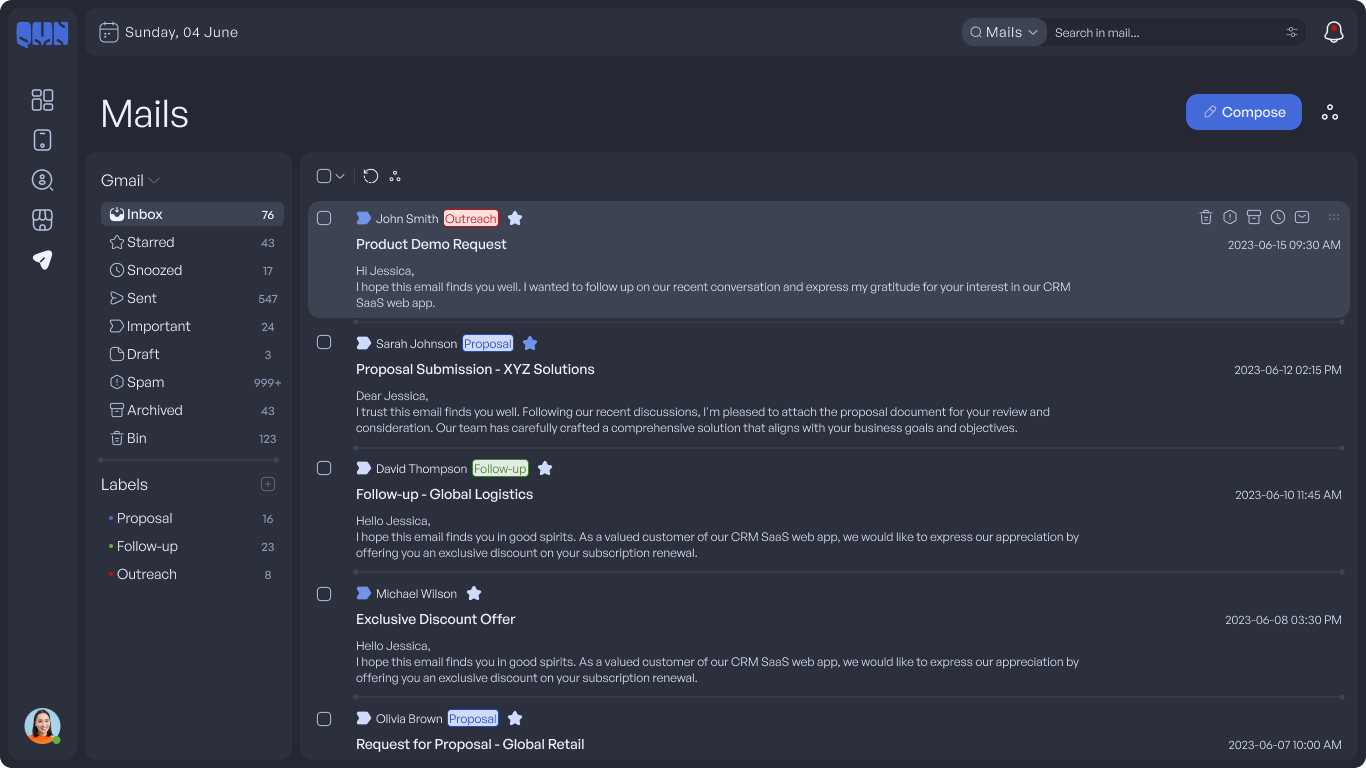 QUN
Sunday, 04 June
Mails
Search in mail...
Mails
Compose
Gmail
Inbox 76
Starred 43
Snoozed 17
Sent 547
Important 24
Draft 3
Spam 999+
Archived 43
Bin 123
Labels
Proposal 16
Follow-up 23
Outreach 8
John Smith Outreach
Product Demo Request 2023-06-15 09:30 AM
Hi Jessica,
I hope this email finds you well. I wanted to follow up on our recent conversation and express my gratitude for your interest in our CRM
SaaS web app.
Sarah Johnson Proposal
Proposal Submission - XYZ Solutions 2023-06-12 02:15 PM
Dear Jessica,
I trust this email finds you well. Following our recent discussions, I'm pleased to attach the proposal document for your review and
consideration. Our team has carefully crafted a comprehensive solution that aligns with your business goals and objectives.
David Thompson Follow-up
Follow-up - Global Logistics 2023-06-10 11:45 AM
Hello Jessica,
I hope this email finds you in good spirits. As a valued customer of our CRM SaaS web app, we would like to express our appreciation by
offering you an exclusive discount on your subscription renewal.
Michael Wilson
Exclusive Discount Offer 2023-06-08 03:30 PM
Hello Jessica,
I hope this email finds you in good spirits. As a valued customer of our CRM SaaS web app, we would like to express our appreciation by
offering you an exclusive discount on your subscription renewal.
Olivia Brown Proposal
Request for Proposal - Global Retail 2023-06-07 10:00 AM